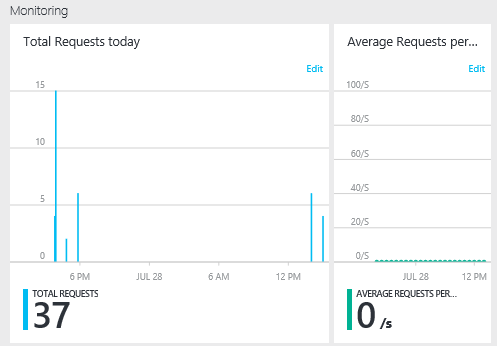 Monitoring
Total Requests today
Edit
15
10
5
0
6 PM JUL 28 6 AM 12 PM
TOTAL REQUESTS
37
Average Requests per...
Edit
100/S
80/S
60/S
40/S
20/S
0/S
JUL 28 12 PM
AVERAGE REQUESTS PER...
0 /s